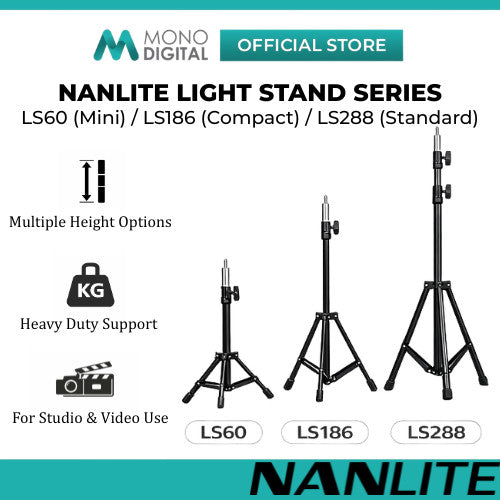 MONO
DIGITAL
OFFICIAL STORE
NANLITE LIGHT STAND SERIES
LS60 (Mini) / LS186 (Compact) / LS288 (Standard)
Multiple Height Options
KG
Heavy Duty Support
For Studio & Video Use
LS60
LS186
LS288
NANLITE